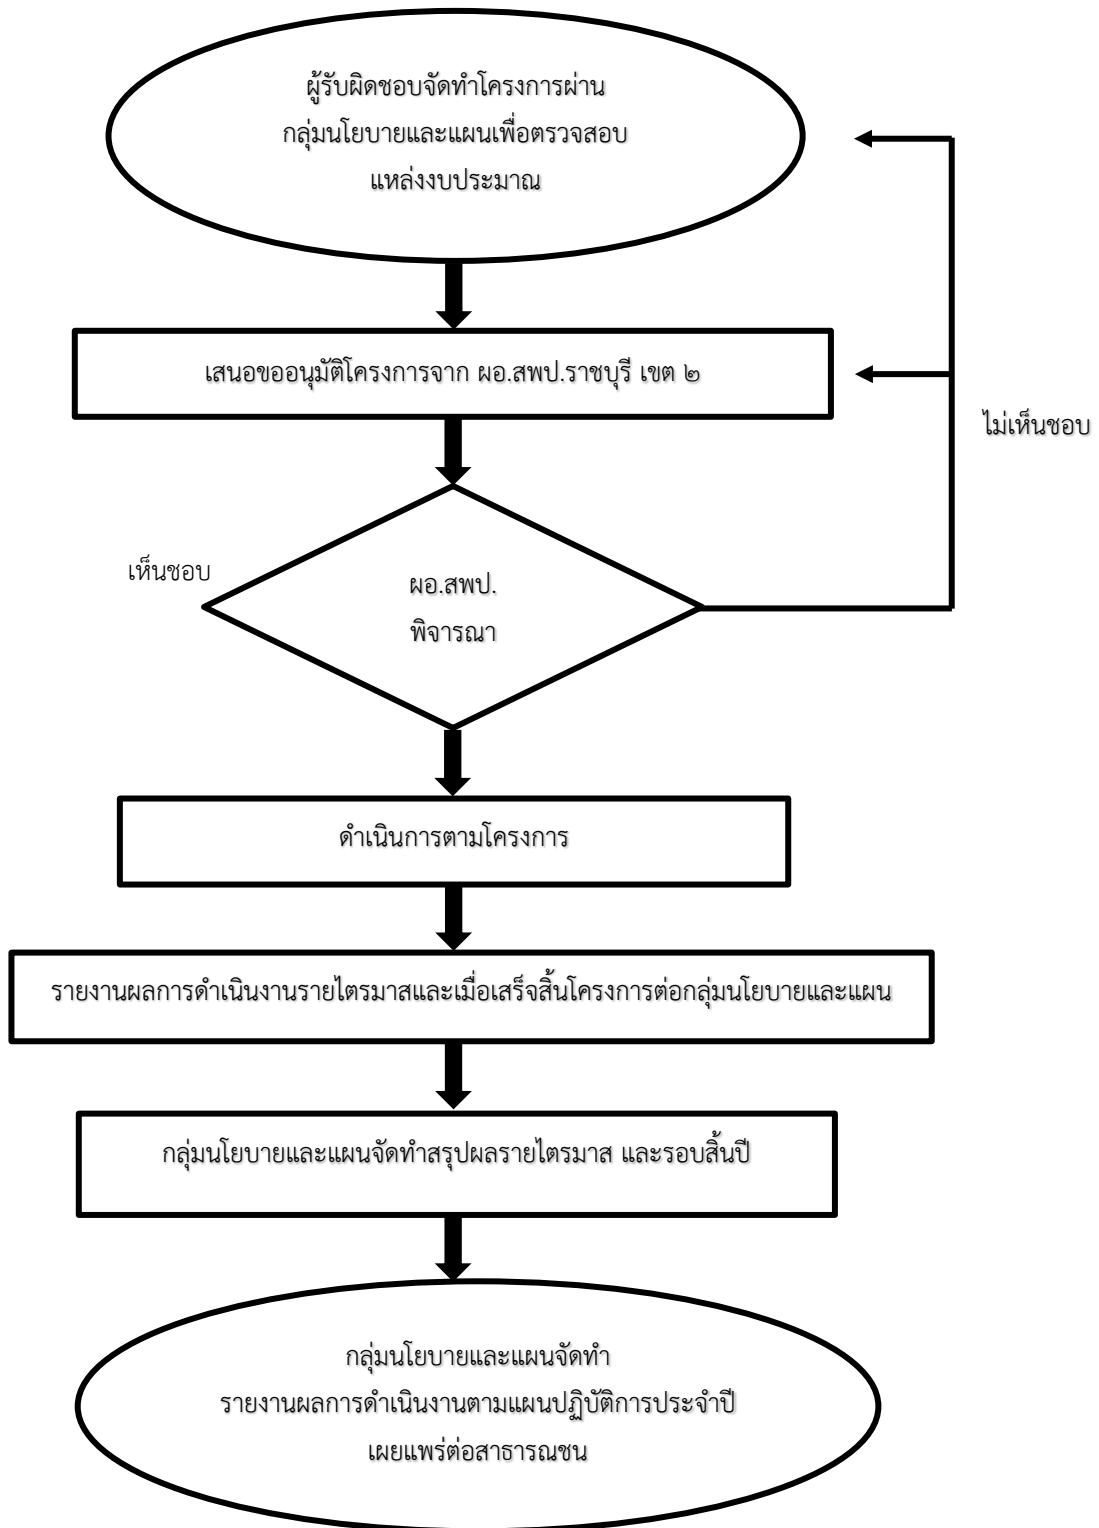 ผู้รับผิดชอบจัดทำโครงการผ่าน
กลุ่มนโยบายและแผนเพื่อตรวจสอบ
แหล่งงบประมาณ
เสนอขออนุมัติโครงการจาก ผอ.สพป.ราชบุรี เขต ๒
ไม่เห็นชอบ
เห็นชอบ
ผอ.สพป.
พิจารณา
ดำเนินการตามโครงการ
รายงานผลการดำเนินงานรายไตรมาสและเมื่อเสร็จสิ้นโครงการต่อกลุ่มนโยบายและแผน
กลุ่มนโยบายและแผนจัดทำสรุปผลรายไตรมาส และรอบสิ้นปี
กลุ่มนโยบายและแผนจัดทำ
รายงานผลการดำเนินงานตามแผนปฏิบัติการประจำปี
เผยแพร่ต่อสาธารณชน